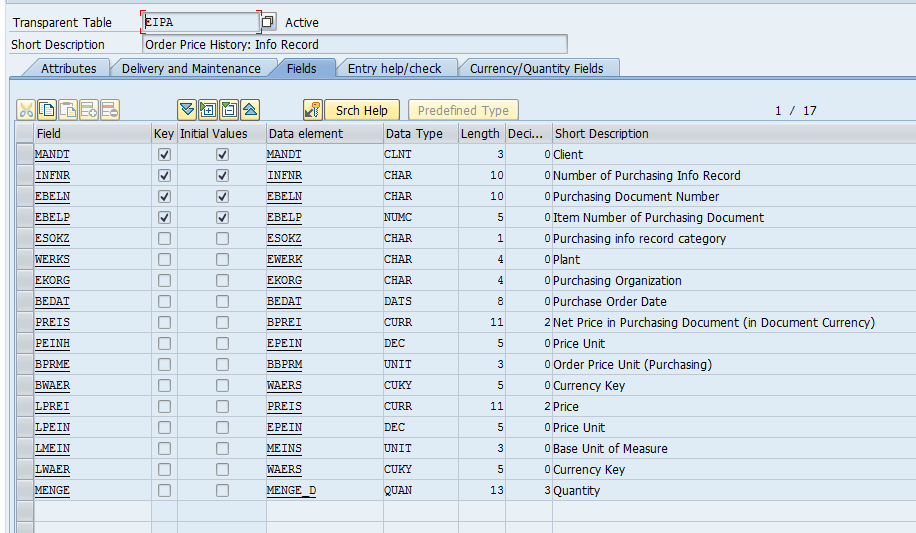 Transparent Table EIPA Active
Short Description Order Price History: Info Record
Attributes Delivery and Maintenance Fields Entry help/check Currency/Quantity Fields
Srch Help Predefined Type 1 / 17
Field Key Initial Values Data element Data Type Length Deci... Short Description
MANDT MANDT CLNT 3 0 Client
INFNR INFNR CHAR 10 0 Number of Purchasing Info Record
EBELN EBELN CHAR 10 0 Purchasing Document Number
EBELP EBELP NUMC 5 0 Item Number of Purchasing Document
ESOKZ ESOKZ CHAR 1 0 Purchasing info record category
WERKS EWERK CHAR 4 0 Plant
EKORG EKORG CHAR 4 0 Purchasing Organization
BEDAT BEDAT DATS 8 0 Purchase Order Date
PREIS BPREI CURR 11 2 Net Price in Purchasing Document (in Document Currency)
PEINH EPEIN DEC 5 0 Price Unit
BPRME BBPRM UNIT 3 0 Order Price Unit (Purchasing)
BWAER WAERS CUKY 5 0 Currency Key
LPREI PREIS CURR 11 2 Price
LPEIN EPEIN DEC 5 0 Price Unit
LMEIN MEINS UNIT 3 0 Base Unit of Measure
LWAER WAERS CUKY 5 0 Currency Key
MENGE MENGE_D QUAN 13 3 Quantity